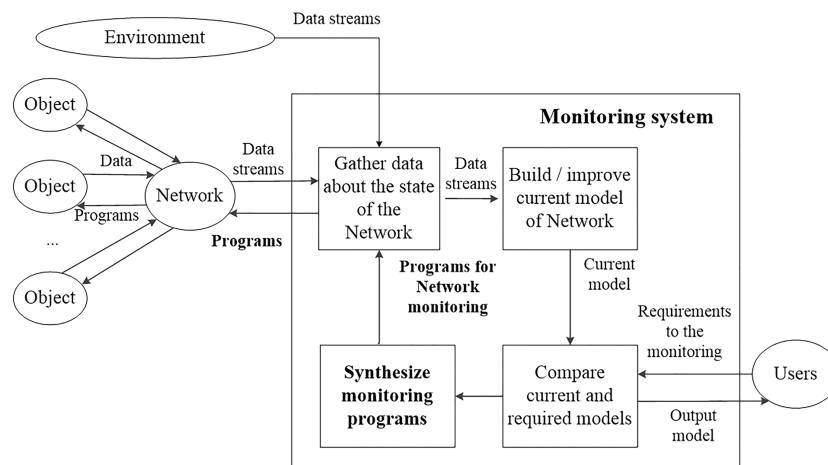 Data streams
Environment
Monitoring system
Object
Data
Object
Programs
...
Object
Network
Data
streams
Programs
Gather data
about the state
of the
Network
Data
streams
Build / improve
current model
of Network
Programs for
Network
monitoring
Current
model
Requirements
to the
monitoring
Synthesize
monitoring
programs
Compare
current and
required models
Users
Output
model